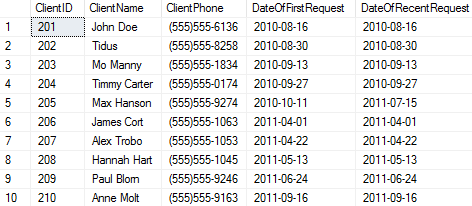 ClientID ClientName ClientPhone DateOfFirstRequest DateOfRecentRequest
1 201 John Doe (555)555-6136 2010-08-16 2010-08-16
2 202 Tidus (555)555-8258 2010-08-30 2010-08-30
3 203 Mo Manny (555)555-1834 2010-09-13 2010-09-13
4 204 Timmy Carter (555)555-0174 2010-09-27 2010-09-27
5 205 Max Hanson (555)555-9274 2010-10-11 2011-07-15
6 206 James Cort (555)555-1063 2011-04-01 2011-04-01
7 207 Alex Trobo (555)555-1053 2011-04-22 2011-04-22
8 208 Hannah Hart (555)555-1045 2011-05-13 2011-05-13
9 209 Paul Blom (555)555-9246 2011-06-24 2011-06-24
10 210 Anne Molt (555)555-9163 2011-09-16 2011-09-16